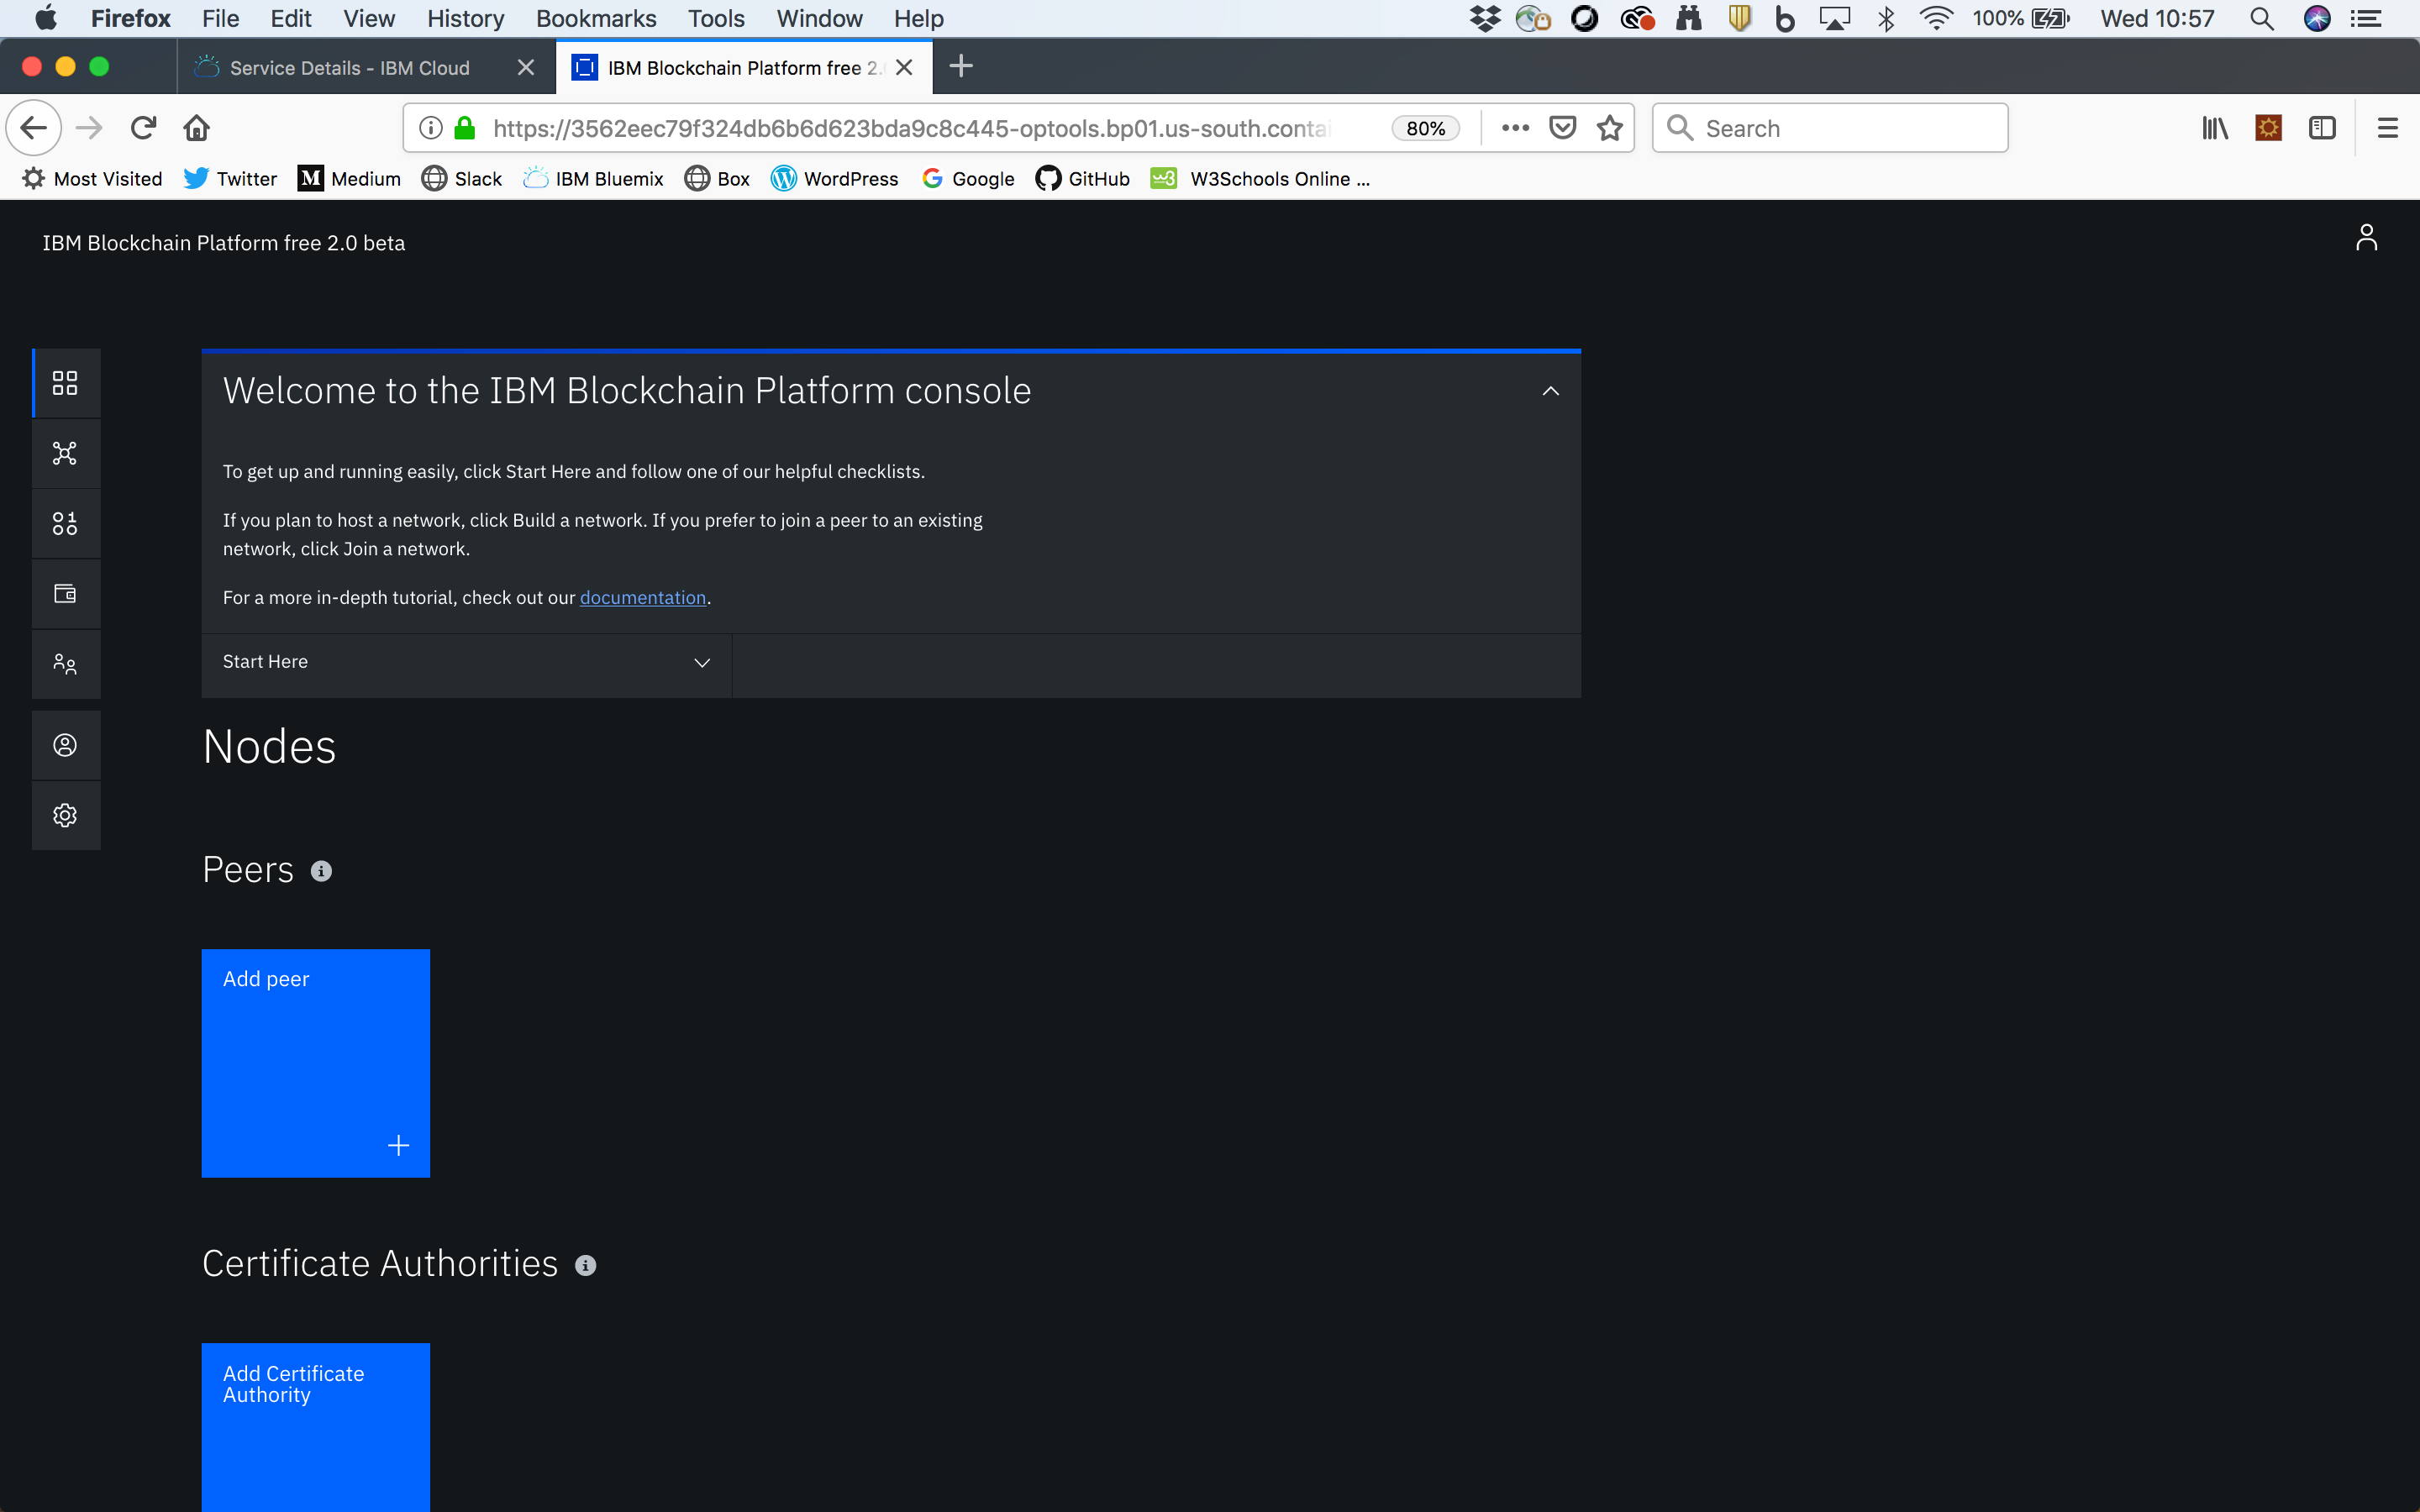 Firefox File Edit View History Bookmarks Tools Window Help 100% Wed 10:57
Service Details - IBM Cloud IBM Blockchain Platform free 2.
https://3562eec79f324db6b6d623bda9c8c445-optools.bp01.us-south.contai 80% Search
Most Visited Twitter Medium Slack IBM Bluemix Box WordPress Google GitHub W3Schools Online ...
IBM Blockchain Platform free 2.0 beta
Welcome to the IBM Blockchain Platform console
To get up and running easily, click Start Here and follow one of our helpful checklists.
If you plan to host a network, click Build a network. If you prefer to join a peer to an existing
network, click Join a network.
For a more in-depth tutorial, check out our documentation.
Start Here
Nodes
Peers
Add peer
Certificate Authorities
Add Certificate
Authority